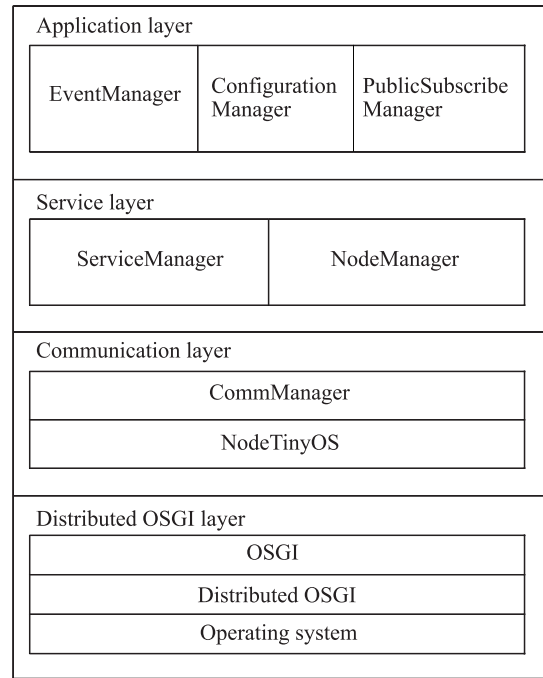 Application layer
EventManager
Configuration
Manager
PublicSubscribe
Manager
Service layer
ServiceManager
NodeManager
Communication layer
CommManager
NodeTinyOS
Distributed OSGI layer
OSGI
Distributed OSGI
Operating system